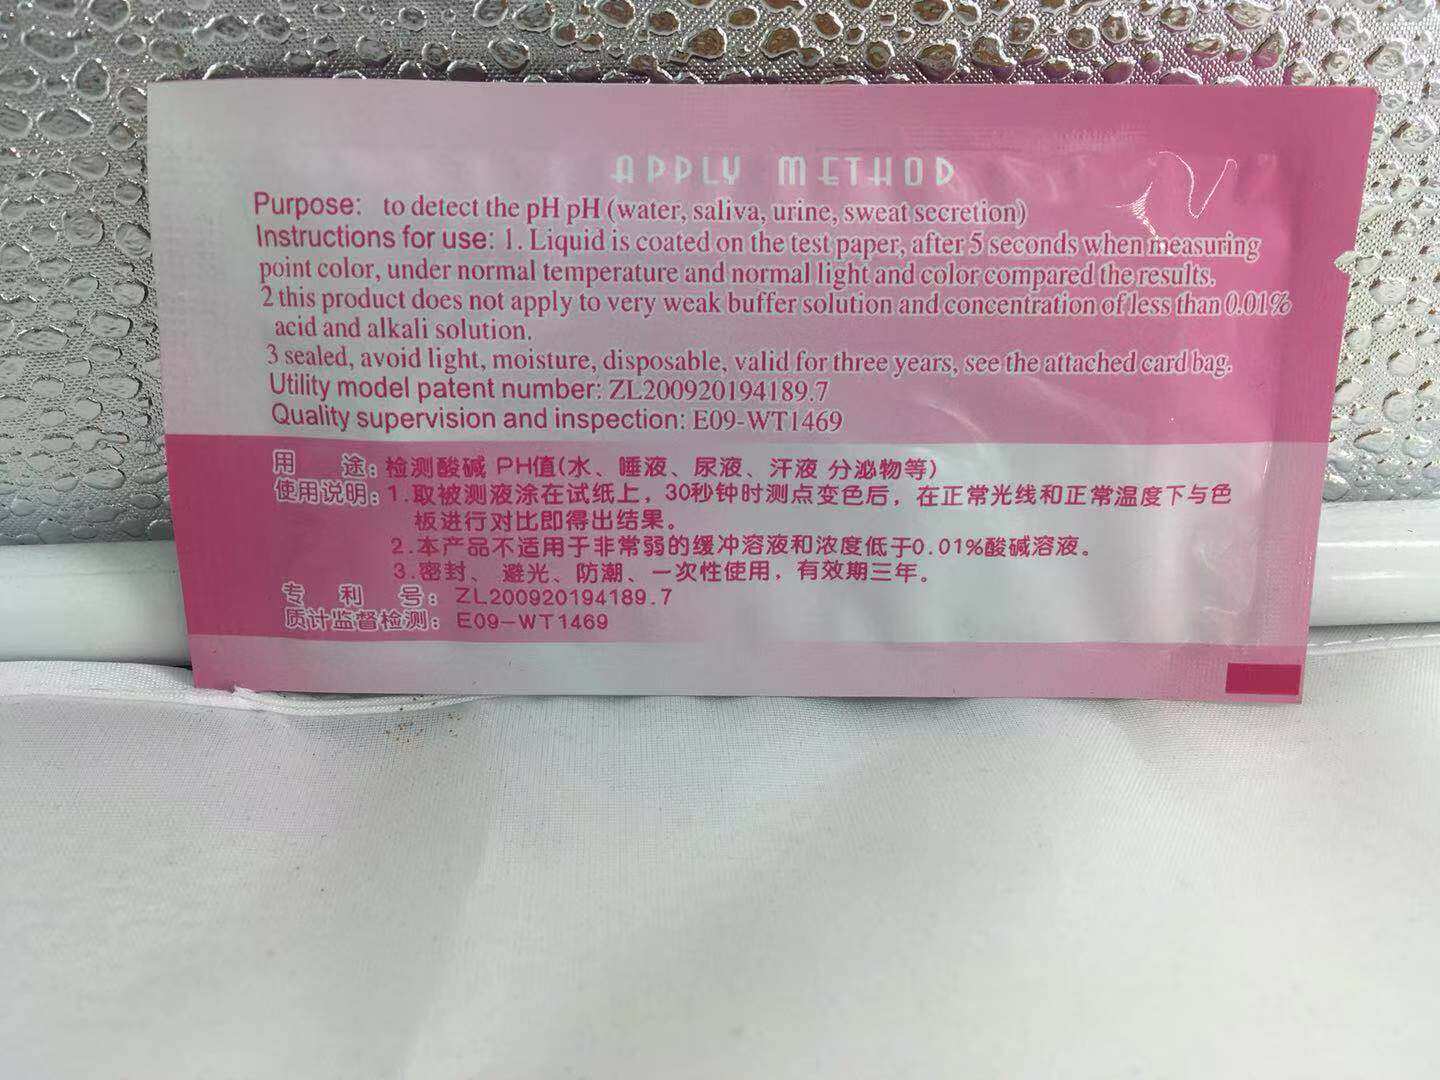 APPLY METHOD
Purpose: to detect the pH pH (water, saliva, urine, sweat secretion)
Instructions for use: 1. Liquid is coated on the test paper, after 5 seconds when measuring
point color, under normal temperature and normal light and color compared the results.
2 this product does not apply to very weak buffer solution and concentration of less than 0.01%
acid and alkali solution.
3 sealed, avoid light, moisture, disposable, valid for three years, see the attached card bag.
Utility model patent number: ZL200920194189.7
Quality supervision and inspection: E09-WT1469
用 途: 检测酸碱 PH值(水、唾液、尿液、汗液 分泌物等)
使用说明: 1.取被测液涂在试纸上，30秒钟时测点变色后，在正常光线和正常温度下与色
板进行对比即得出结果。
2.本产品不适用于非常弱的缓冲溶液和浓度低于0.01%酸碱溶液。
3.密封、避光、防潮、一次性使用，有效期三年。
专 利 号: ZL200920194189.7
质计监督检测: E09-WT1469